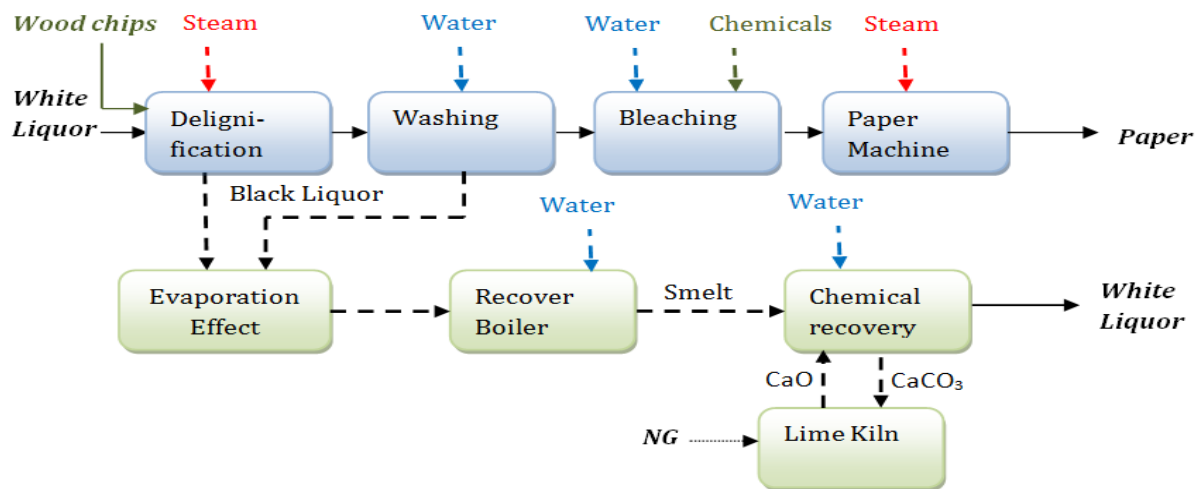 Wood chips
Steam
Water
Water
Chemicals
Steam
White
Liquor
Deligni-
fication
Washing
Bleaching
Paper
Machine
Paper
Black Liquor
Water
Water
Evaporation
Effect
Recover
Boiler
Smelt
Chemical
recovery
White
Liquor
CaO
CaCO₃
NG
Lime Kiln